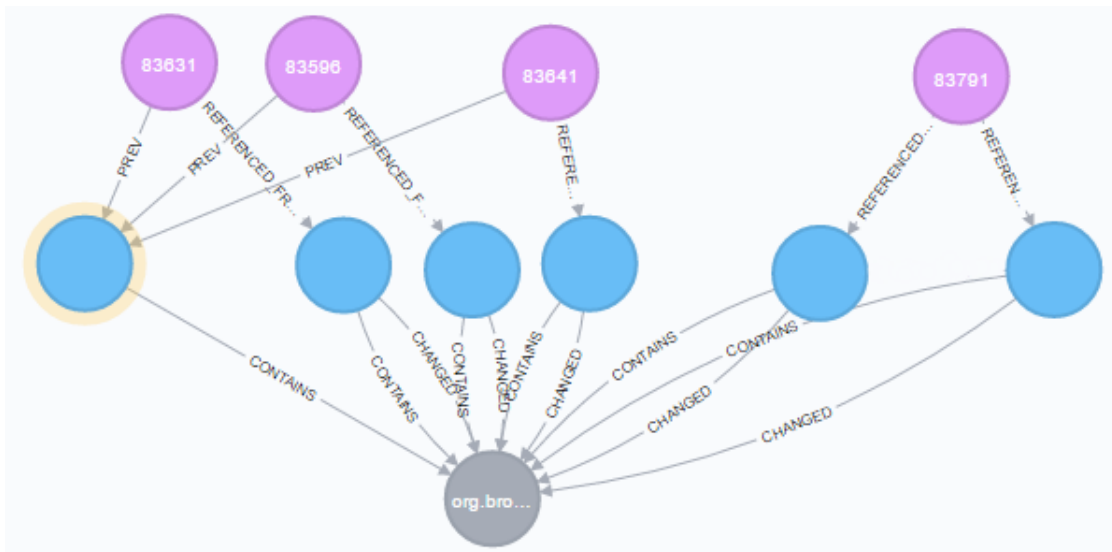 83631
83596
83641
83791
PREV
REFERENCED_FR...
PREV
REFERENCED_F...
PREV
REFERE...
REFERENCED...
REFEREN...
CONTAINS
CONTAINS
CHANGED
CONTAINS
CHANGED
CONTAINS
CHANGED
CONTAINS
CHANGED
CONTAINS
CHANGED
org.bro...